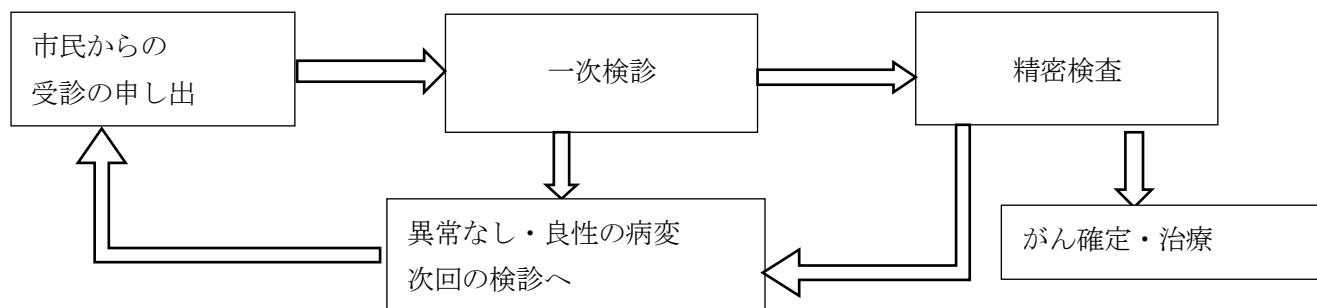 市民からの
受診の申し出
一次検診
精密検査
異常なし・良性の病変
次回の検診へ
がん確定・治療